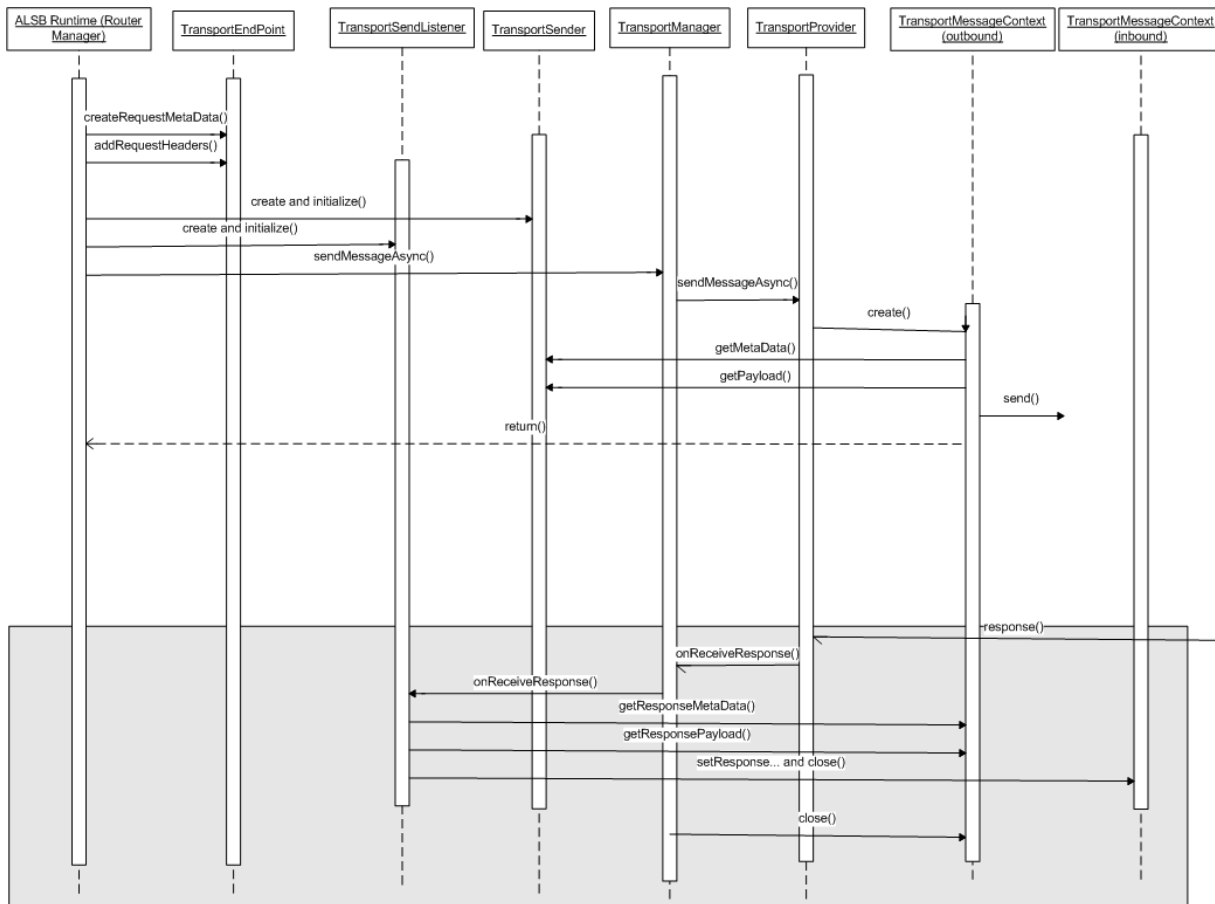 ALSB Runtime (Router
Manager)
TransportEndPoint
TransportSendListener
TransportSender
TransportManager
TransportProvider
TransportMessageContext
(outbound)
TransportMessageContext
(inbound)
createRequestMetaData()
addRequestHeaders()
create and initialize()
create and initialize()
sendMessageAsync()
sendMessageAsync()
create()
getMetaData()
getPayload()
send()
return()
response()
onReceiveResponse()
onReceiveResponse()
getResponseMetaData()
getResponsePayload()
setResponse... and close()
close()